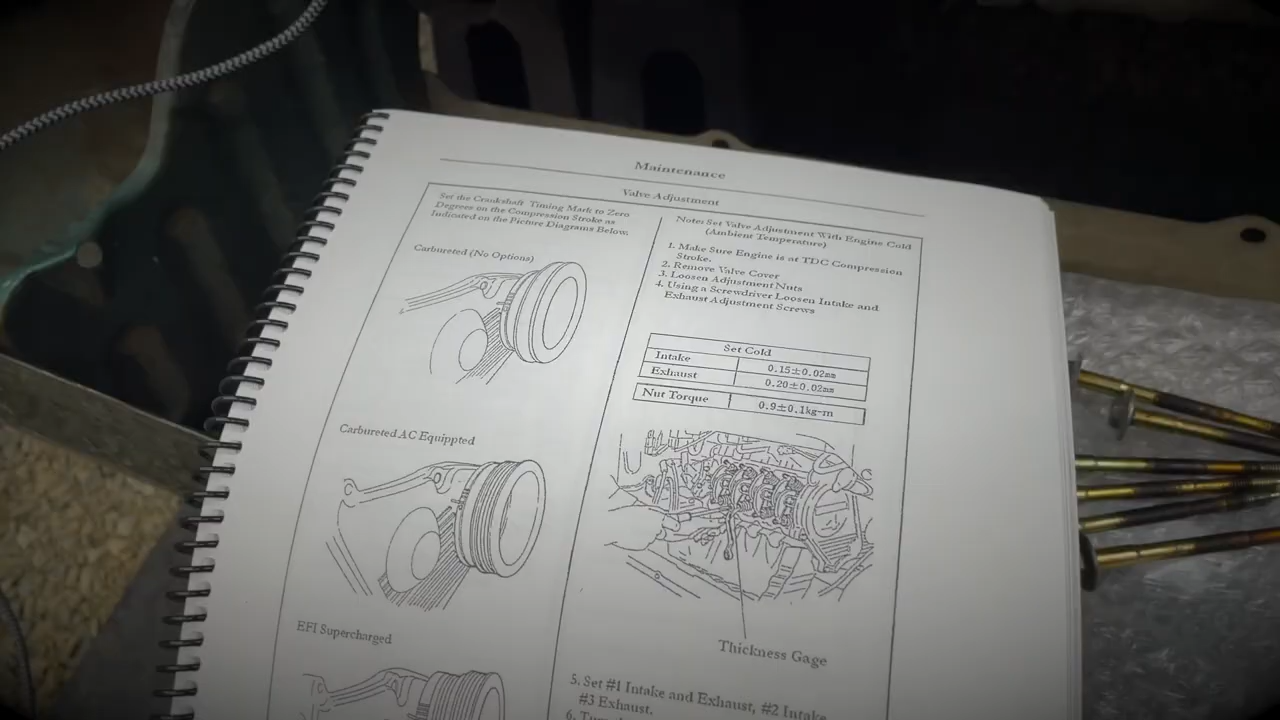 Maintenance
Valve Adjustment
Set the Crankshaft Timing Mark to Zero
Degrees on the Compression Stroke as
Indicated on the Picture Diagrams Below.
Carbureted (No Options)
Carbureted AC Equippted
EFI Supercharged
Note: Set Valve Adjustment With Engine Cold
(Ambient Temperature)
1. Make Sure Engine is at TDC Compression
Stroke.
2. Remove Valve Cover
3. Loosen Adjustment Nuts
4. Using a Screwdriver Loosen Intake and
Exhaust Adjustment Screws
Set Cold
Intake 0.15±0.02mm
Exhaust 0.20±0.02mm
Nut Torque 0.9±0.1kg-m
Thickness Gage
5. Set #1 Intake and Exhaust, #2 Intake
#3 Exhaust.
6.